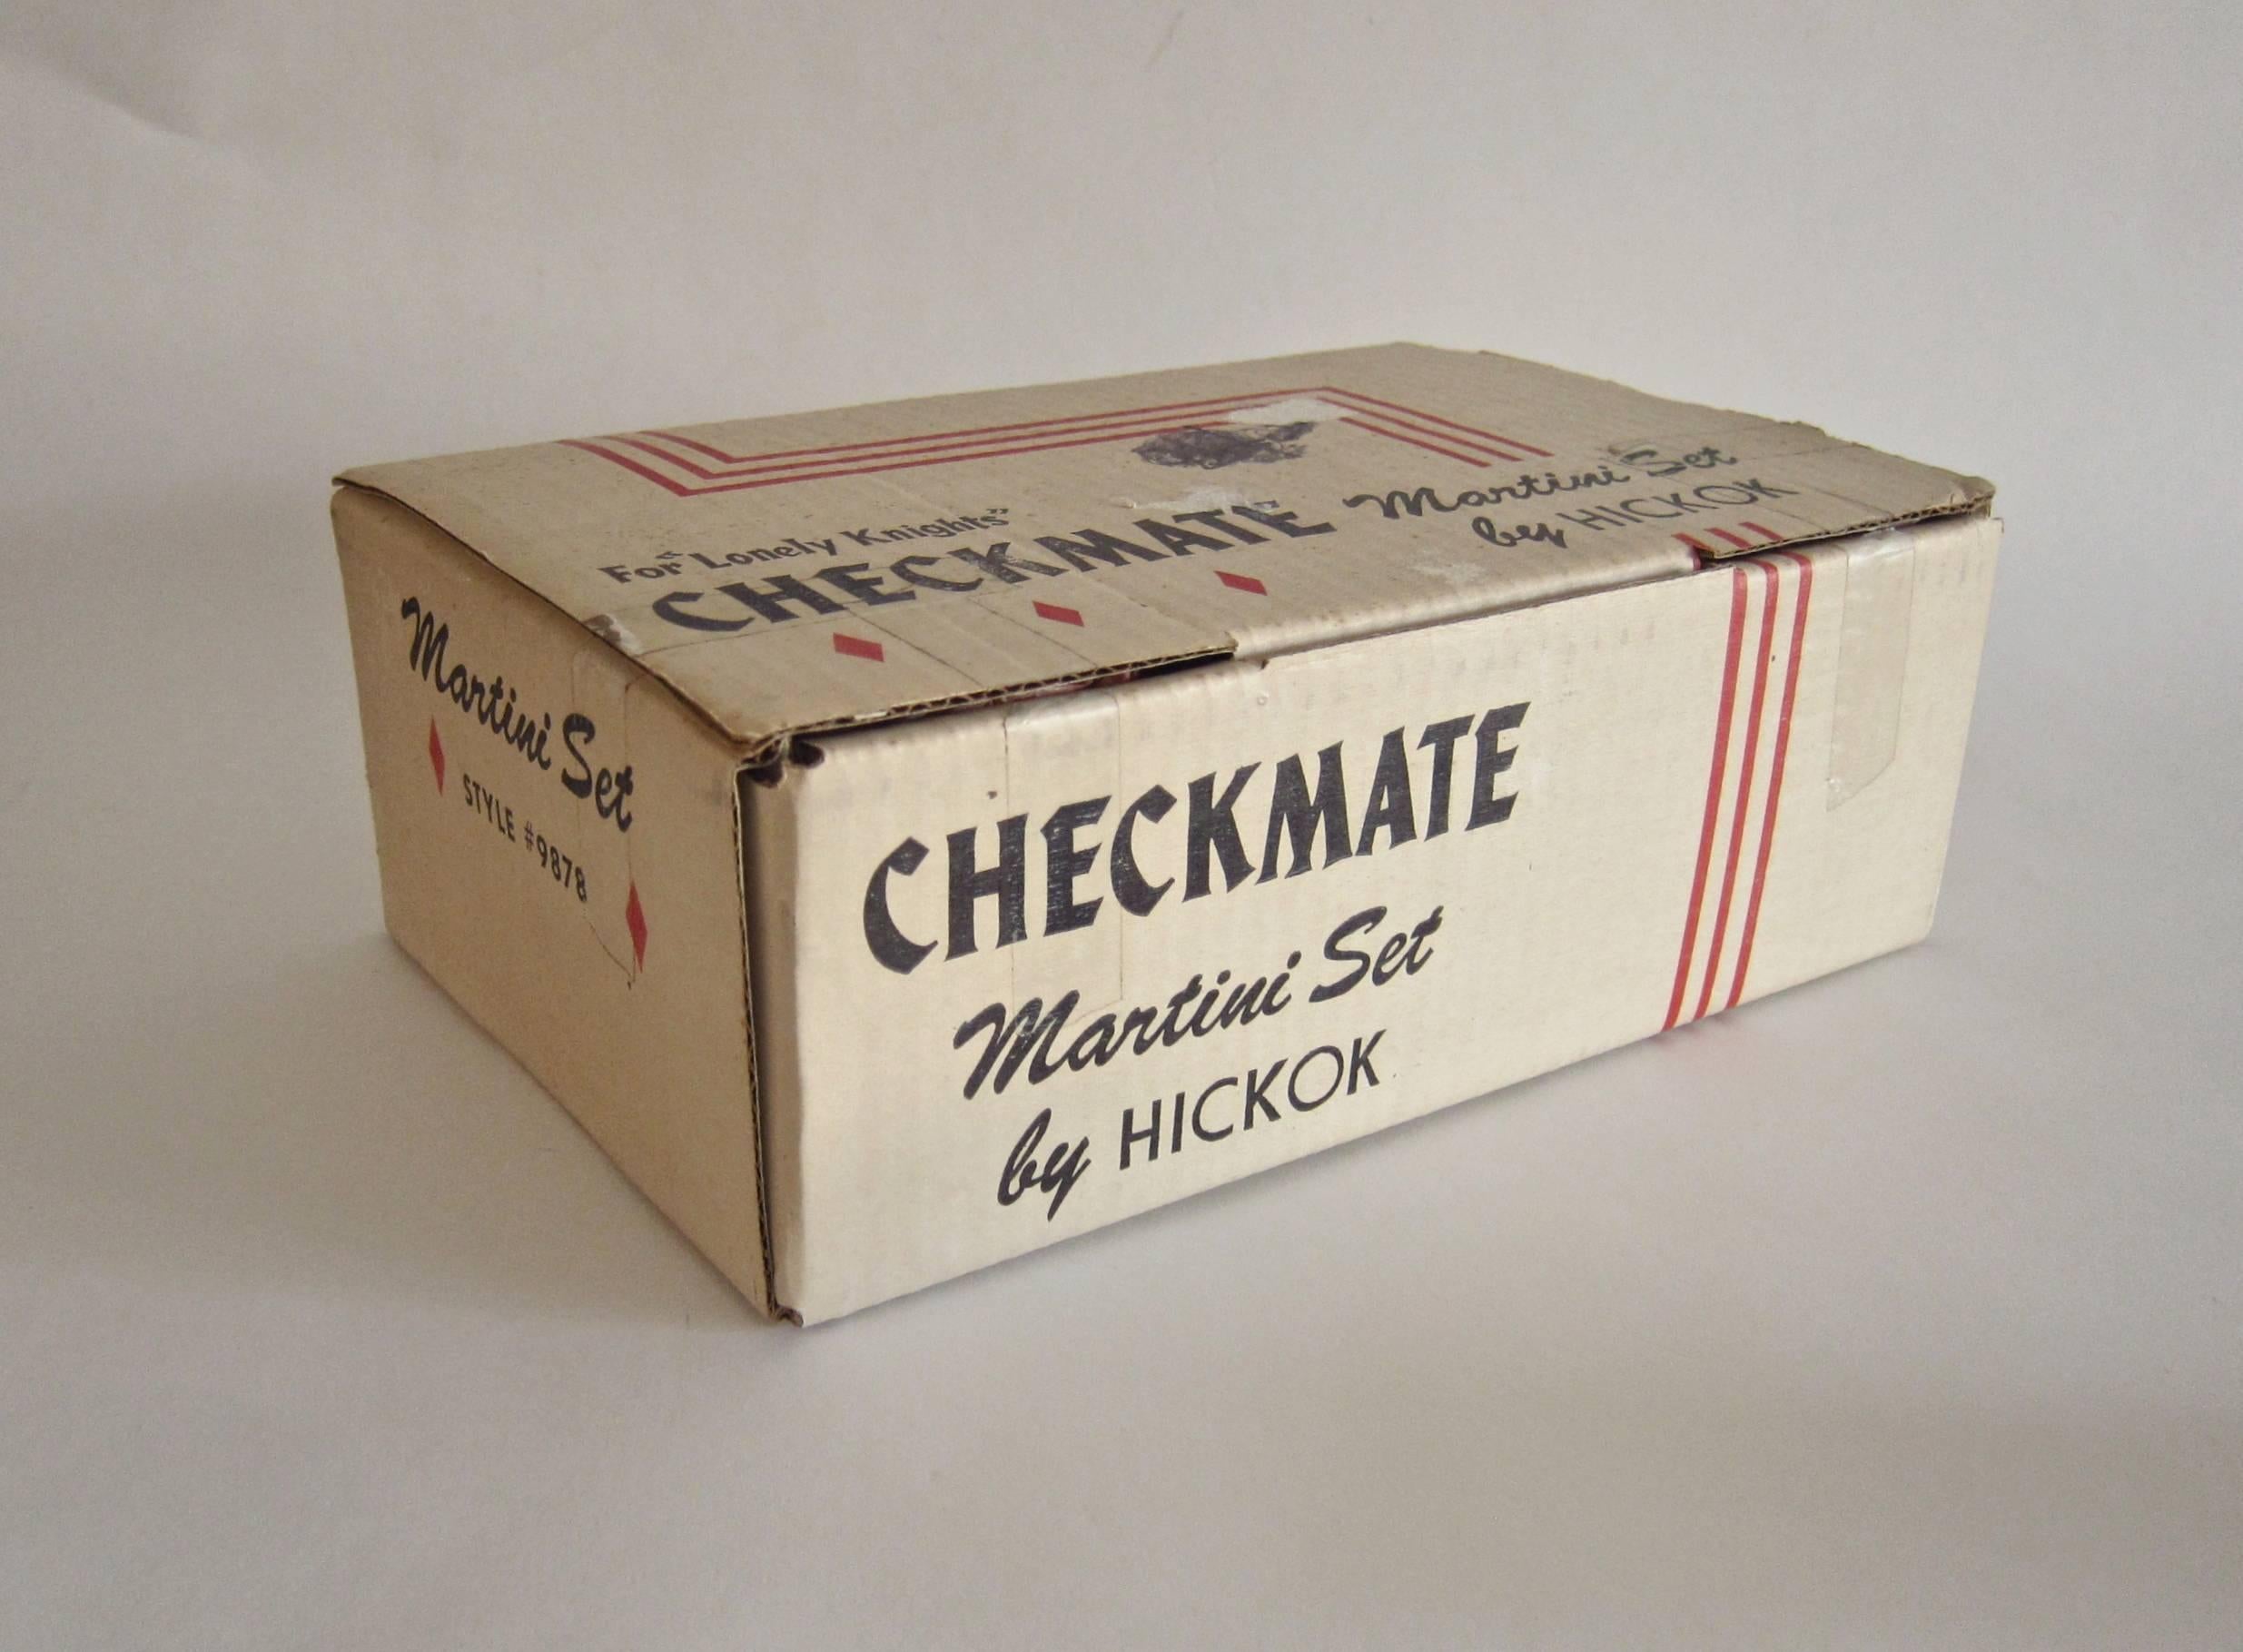 For "Lonely Knights"
CHECKMATE Martini Set
by HICKOK
Martini Set
STYLE #9878
CHECKMATE
Martini Set
by HICKOK